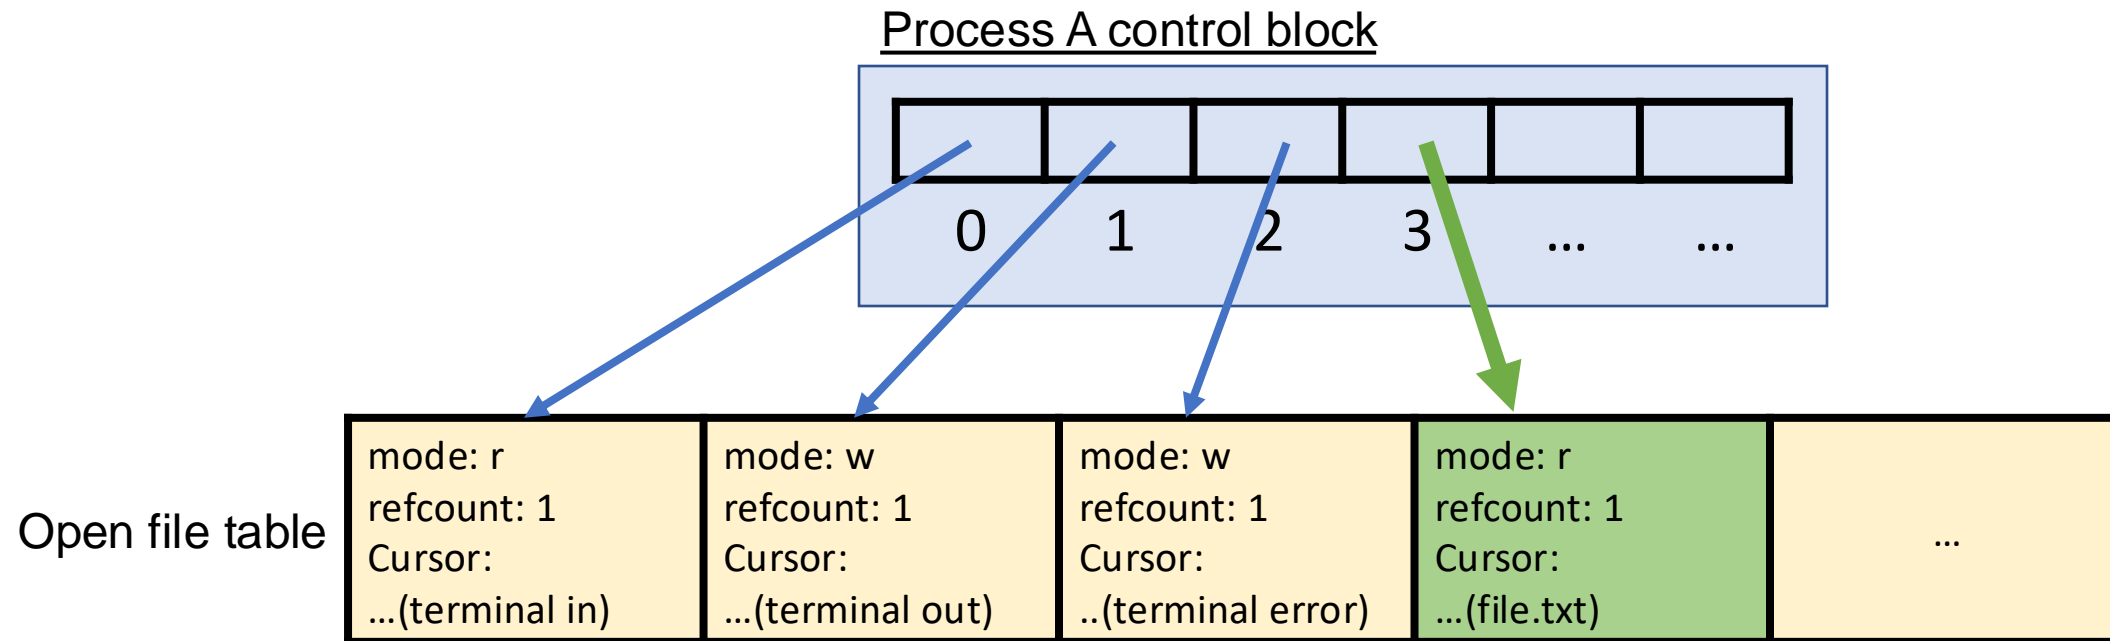 Process A control block
0 1 2 3 ... ...
Open file table
mode: r
refcount: 1
Cursor:
...(terminal in)
mode: w
refcount: 1
Cursor:
...(terminal out)
mode: w
refcount: 1
Cursor:
..(terminal error)
mode: r
refcount: 1
Cursor:
...(file.txt)
...